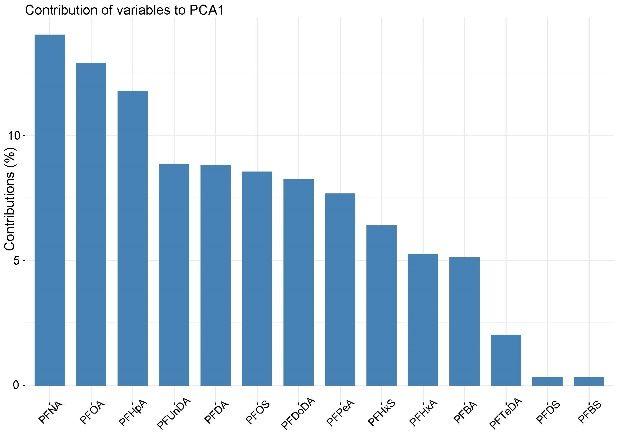 Contribution of variables to PCA1
Contributions (%)
10
5
0
PFNA PFOA PFHpA PFUnDA PFDA PFOS PFDoDA PFPeA PFHxS PFHxA PFBA PFTeDA PFDS PFBS